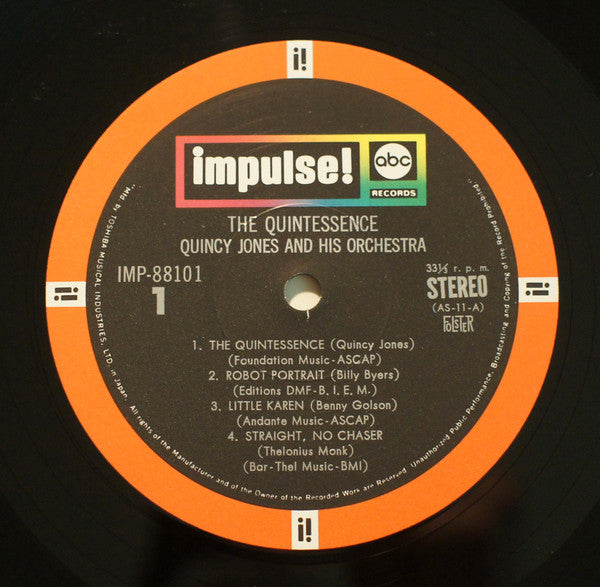 i!
impulse!
abc
RECORDS
THE QUINTESSENCE
QUINCY JONES AND HIS ORCHESTRA
IMP-88101
1
33⅓ r. p. m.
STEREO
(AS-11-A)
FOLSTER
i!
i!
1. THE QUINTESSENCE (Quincy Jones)
(Foundation Music-ASCAP)
2. ROBOT PORTRAIT (Billy Byers)
(Editions DMF-B. I. E. M.)
3. LITTLE KAREN (Benny Golson)
(Andante Music-ASCAP)
4. STRAIGHT, NO CHASER
(Thelonius Monk)
(Bar-Thel Music-BMI)
"Mfd by TOSHIBA MUSICAL INDUSTRIES, LTD. in Japan. All rights of the Manufacturer and of the Owner of the Recorded Work are Reserved. Unauthorized Public Performance, Broadcasting and Copying of the Record Prohibited"
i!